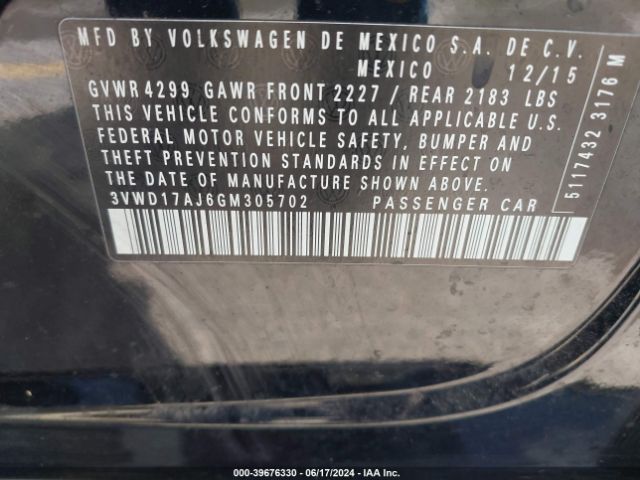 MFD BY VOLKSWAGEN DE MEXICO S.A. DE C.V.
MEXICO 12/15
GVWR 4299 GAWR FRONT 2227 / REAR 2183 LBS
THIS VEHICLE CONFORMS TO ALL APPLICABLE U.S.
FEDERAL MOTOR VEHICLE SAFETY, BUMPER AND
THEFT PREVENTION STANDARDS IN EFFECT ON
THE DATE OF MANUFACTURE SHOWN ABOVE.
3VWD17AJ6GM305702 PASSENGER CAR
5117432 3176 M
000-39676330 - 06/17/2024 - IAA Inc.